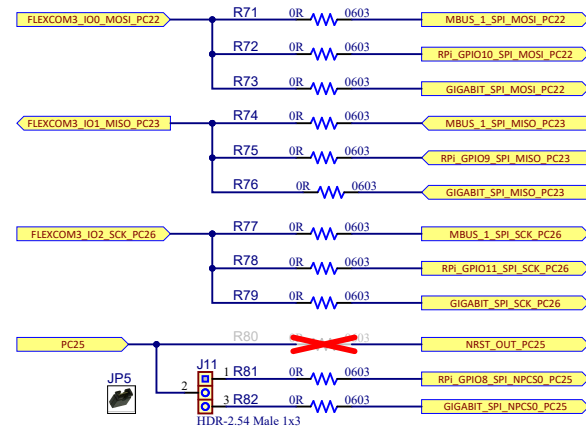 FLEXCOM3_IO0_MOSI_PC22 R71 0R 0603 MBUS_1_SPI_MOSI_PC22
R72 0R 0603 RPi_GPIO10_SPI_MOSI_PC22
R73 0R 0603 GIGABIT_SPI_MOSI_PC22
FLEXCOM3_IO1_MISO_PC23 R74 0R 0603 MBUS_1_SPI_MISO_PC23
R75 0R 0603 RPi_GPIO9_SPI_MISO_PC23
R76 0R 0603 GIGABIT_SPI_MISO_PC23
FLEXCOM3_IO2_SCK_PC26 R77 0R 0603 MBUS_1_SPI_SCK_PC26
R78 0R 0603 RPi_GPIO11_SPI_SCK_PC26
R79 0R 0603 GIGABIT_SPI_SCK_PC26
PC25 R80 0R 0603 NRST_OUT_PC25
J11
JP5 1 R81 0R 0603 RPi_GPIO8_SPI_NPCS0_PC25
2
3 R82 0R 0603 GIGABIT_SPI_NPCS0_PC25
HDR-2.54 Male 1x3